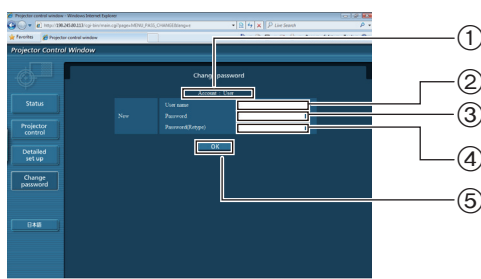 Projector control window - Windows Internet Explorer
Live Search
Favorites Projector control window
Projector Control Window
Change password
①
Account : User
②
User name
New Password
③
Password(Retype)
④
OK
⑤
Status
Projector control
Detailed set up
Change password
日本語